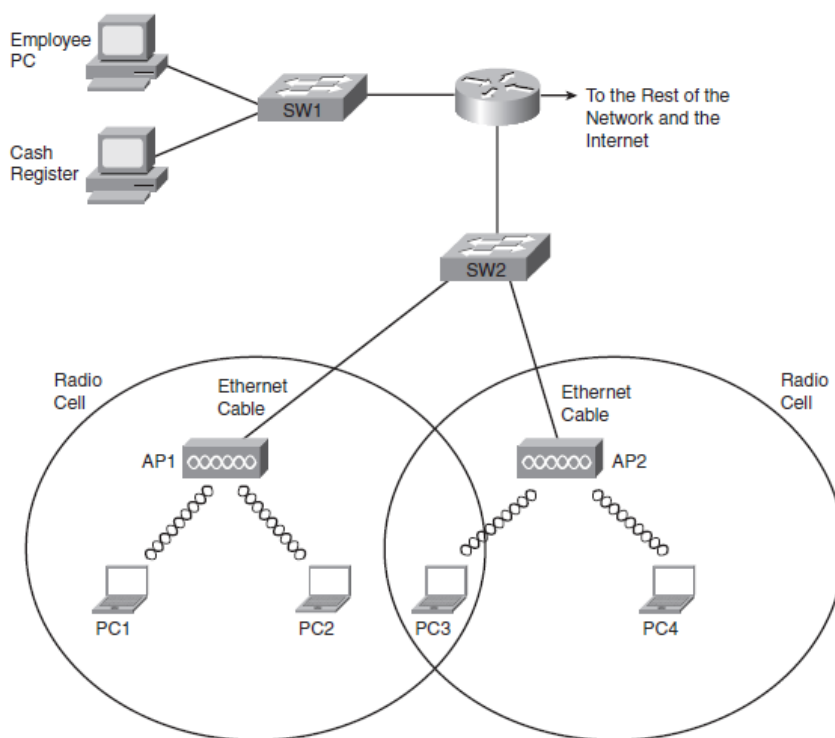 Employee
PC
SW1
To the Rest of the
Network and the
Internet
Cash
Register
SW2
Radio
Cell
Ethernet
Cable
Ethernet
Cable
Radio
Cell
AP1
AP2
PC1
PC2
PC3
PC4